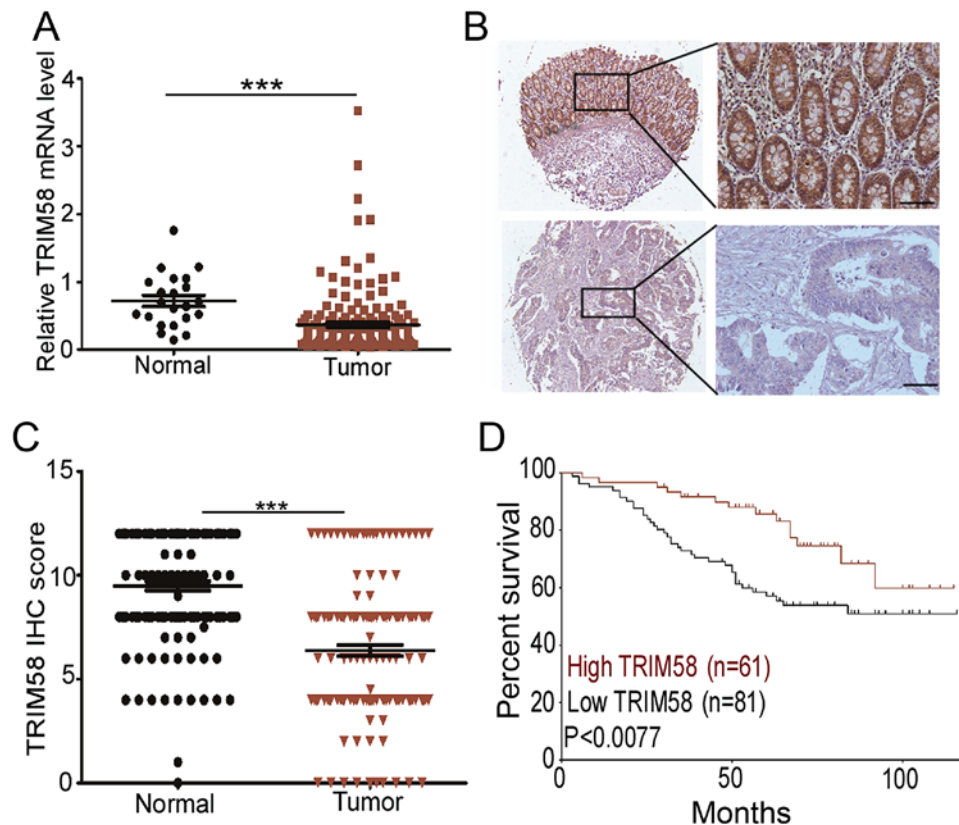 A
Relative TRIM58 mRNA level
4
3
2
1
0
***
Normal
Tumor
B
C
TRIM58 IHC score
15
10
5
0
***
Normal
Tumor
D
Percent survival
100
80
60
40
20
0
High TRIM58 (n=61)
Low TRIM58 (n=81)
P<0.0077
0
50
100
Months